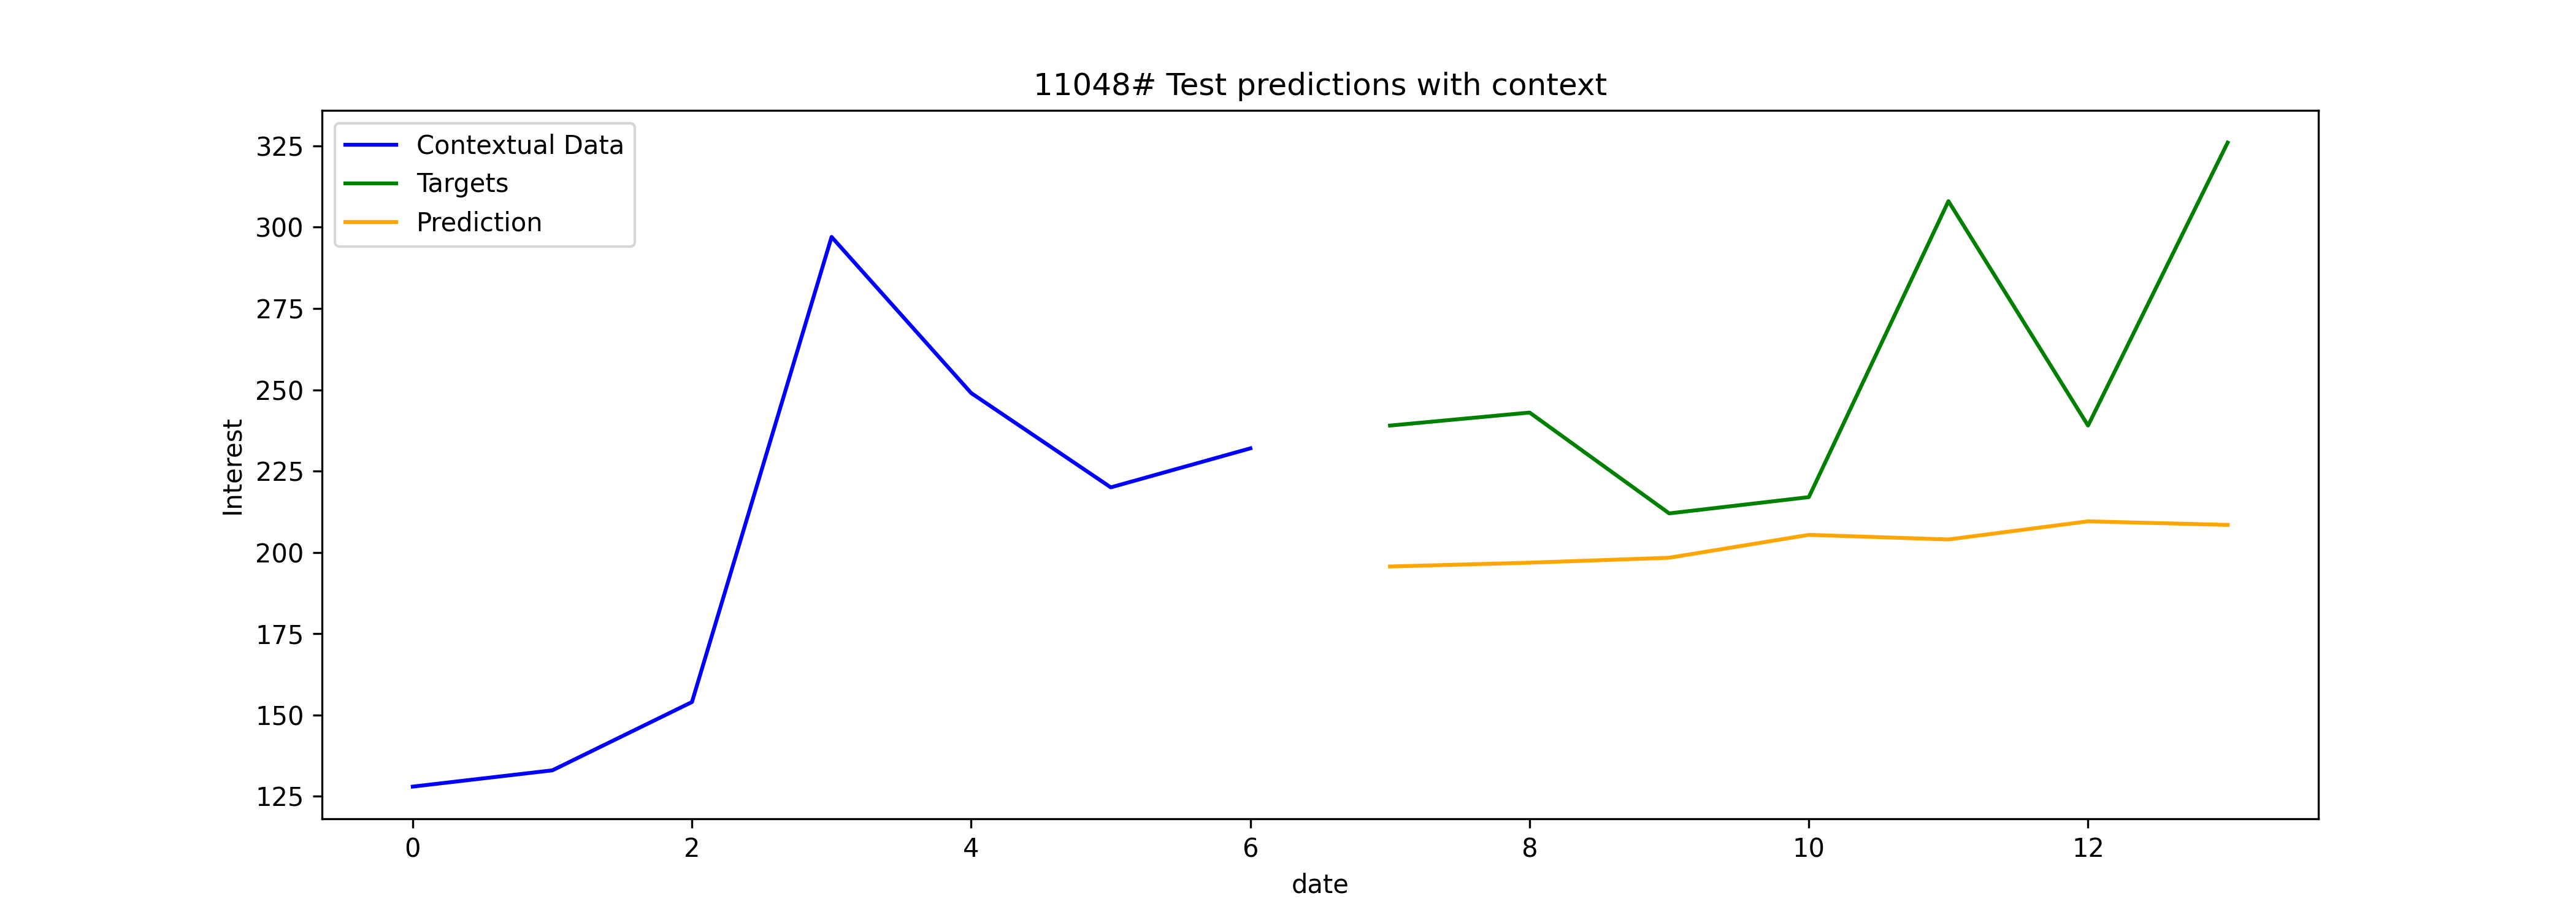 11048# Test predictions with context
Contextual Data
Targets
Prediction
325
300
275
250
225
200
175
150
125
Interest
0 2 4 6 8 10 12
date